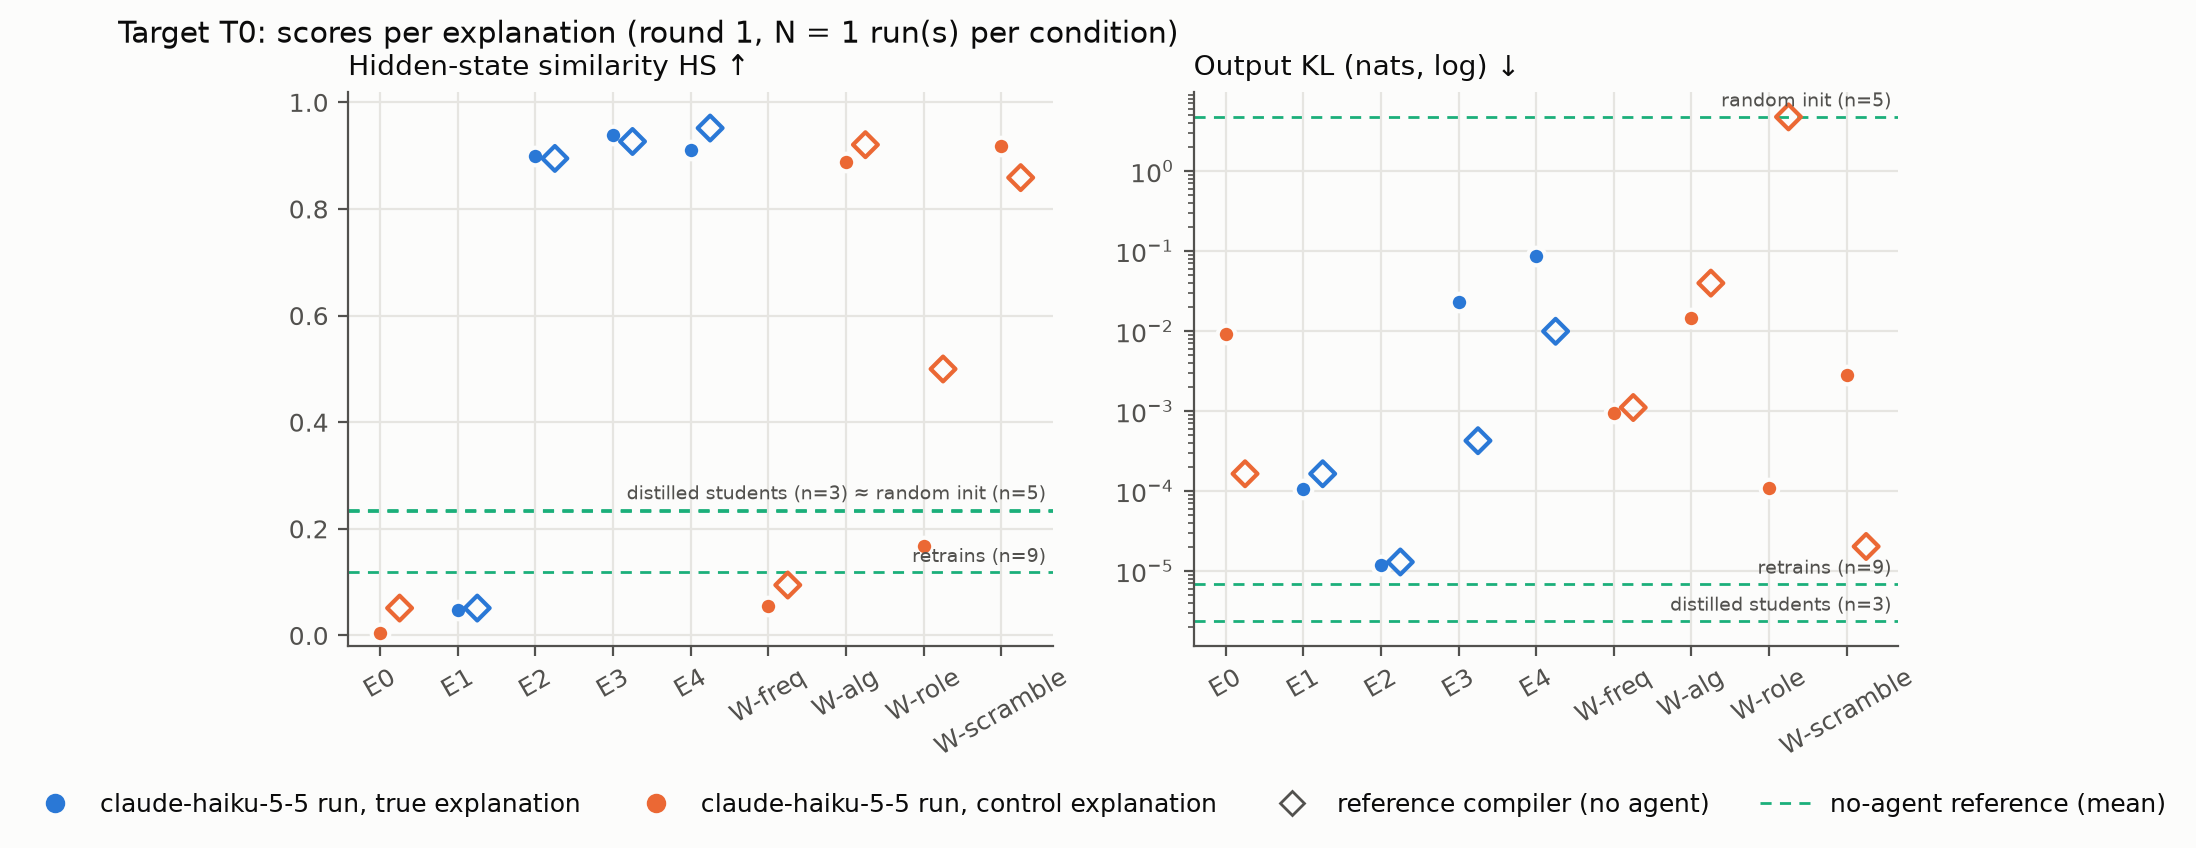 Target T0: scores per explanation (round 1, N = 1 run(s) per condition)
Hidden-state similarity HS ↑
1.0
0.8
0.6
0.4
0.2
0.0
distilled students (n=3) ≈ random init (n=5)
retrains (n=9)
E0
E1
E2
E3
E4
W-freq
W-alg
W-role
W-scramble
Output KL (nats, log) ↓
10⁰
10⁻¹
10⁻²
10⁻³
10⁻⁴
10⁻⁵
random init (n=5)
retrains (n=9)
distilled students (n=3)
E0
E1
E2
E3
E4
W-freq
W-alg
W-role
W-scramble
claude-haiku-5-5 run, true explanation
claude-haiku-5-5 run, control explanation
reference compiler (no agent)
no-agent reference (mean)